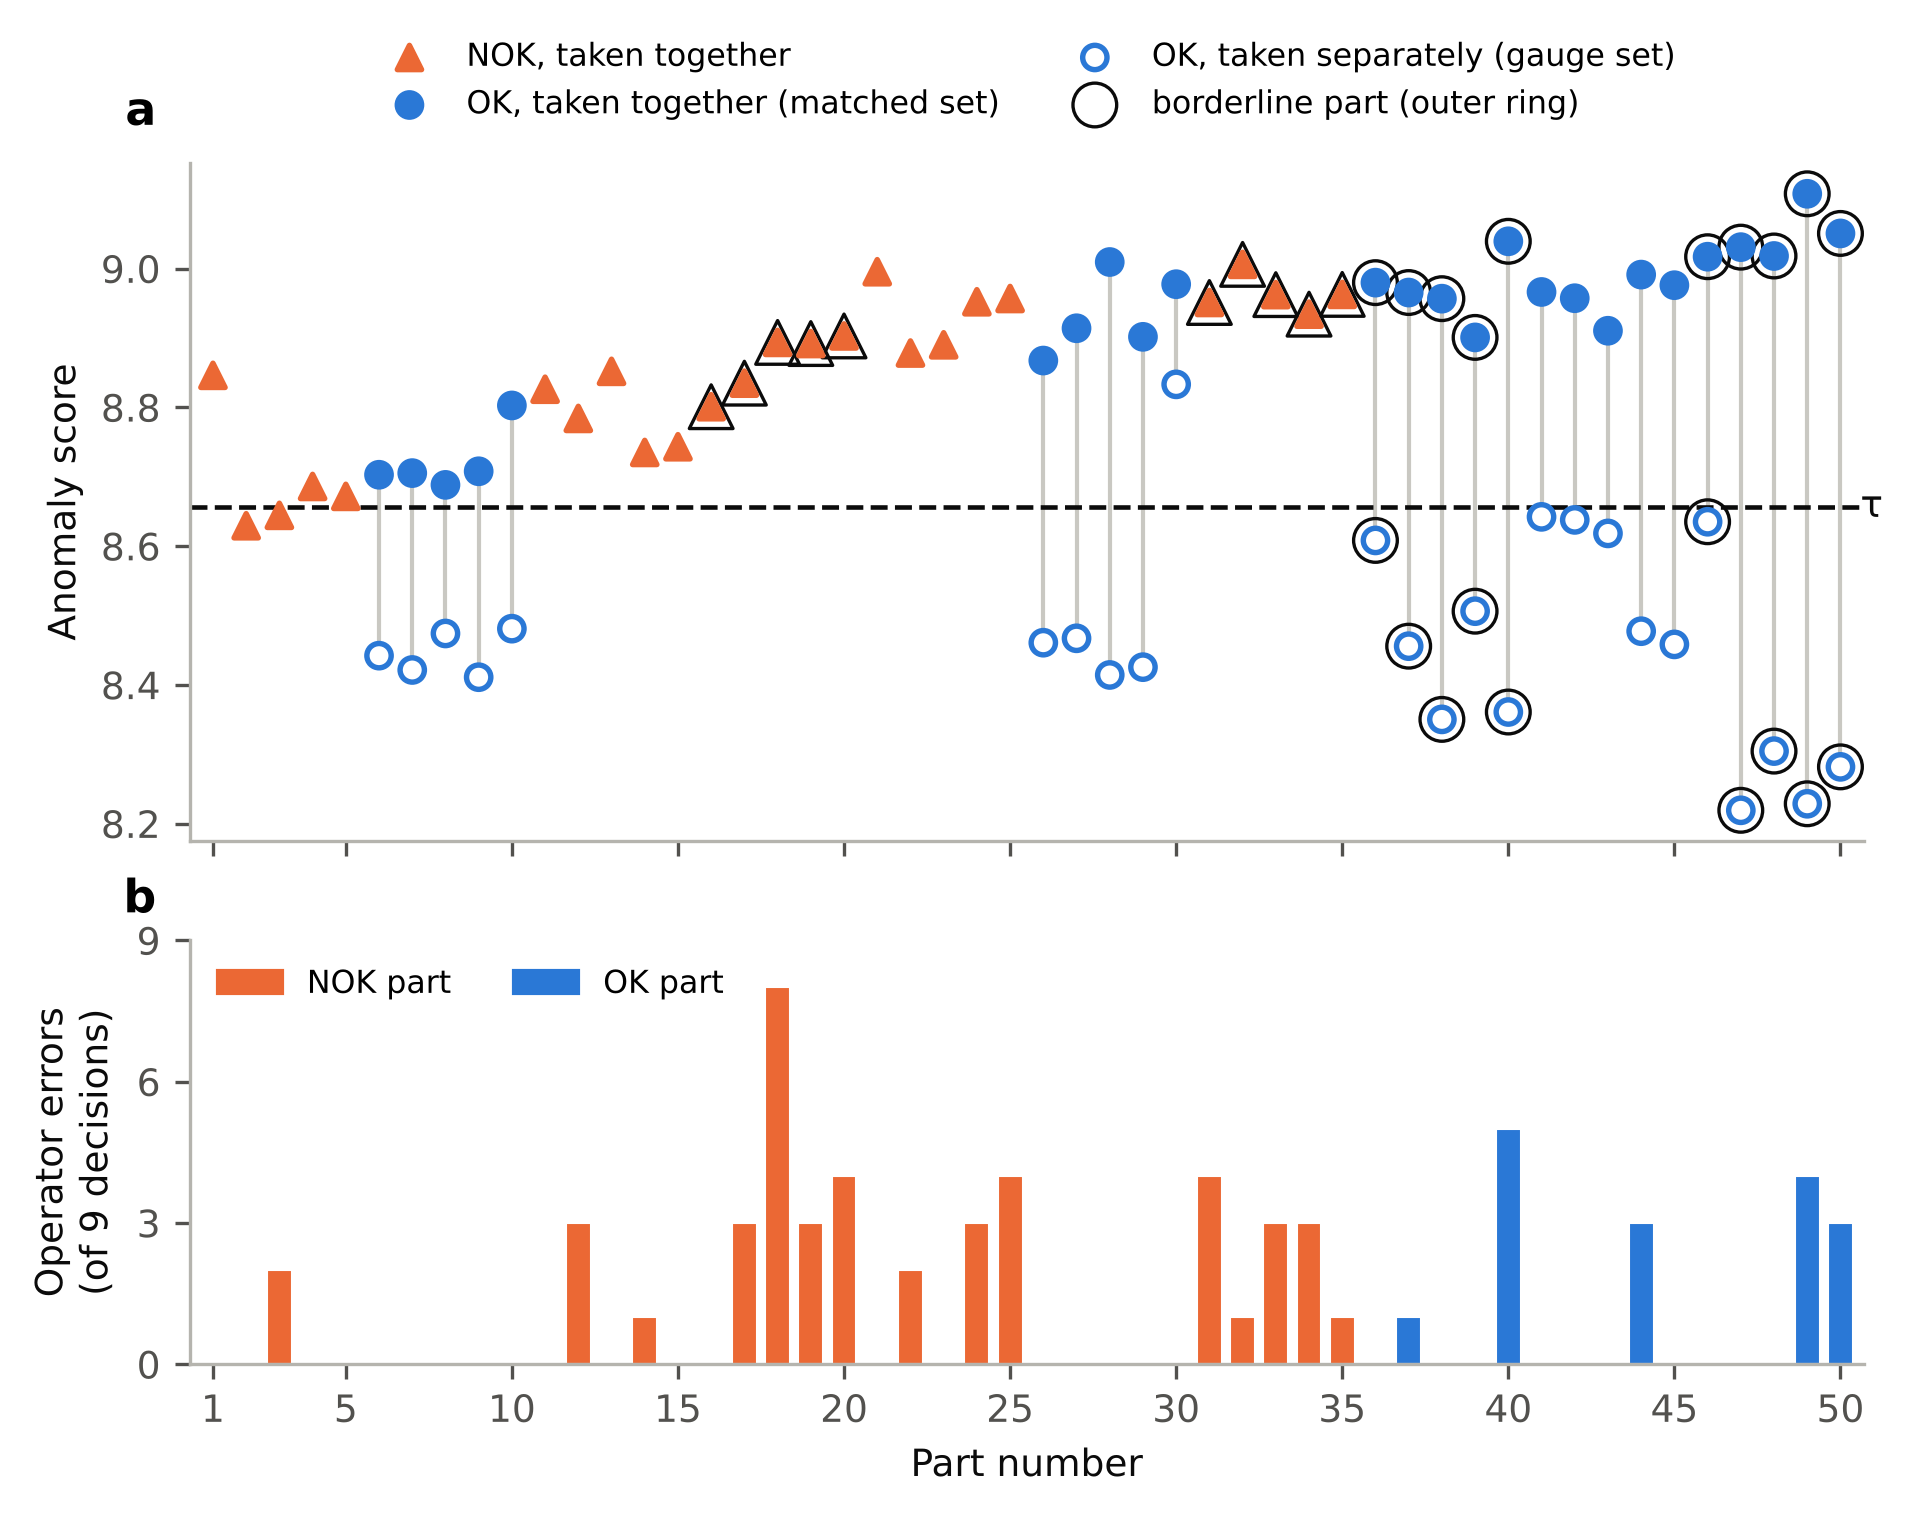 NOK, taken together
OK, taken together (matched set)
OK, taken separately (gauge set)
borderline part (outer ring)
a
Anomaly score
9.0
8.8
8.6
8.4
8.2
τ
b
Operator errors
(of 9 decisions)
9
6
3
0
NOK part
OK part
1 5 10 15 20 25 30 35 40 45 50
Part number